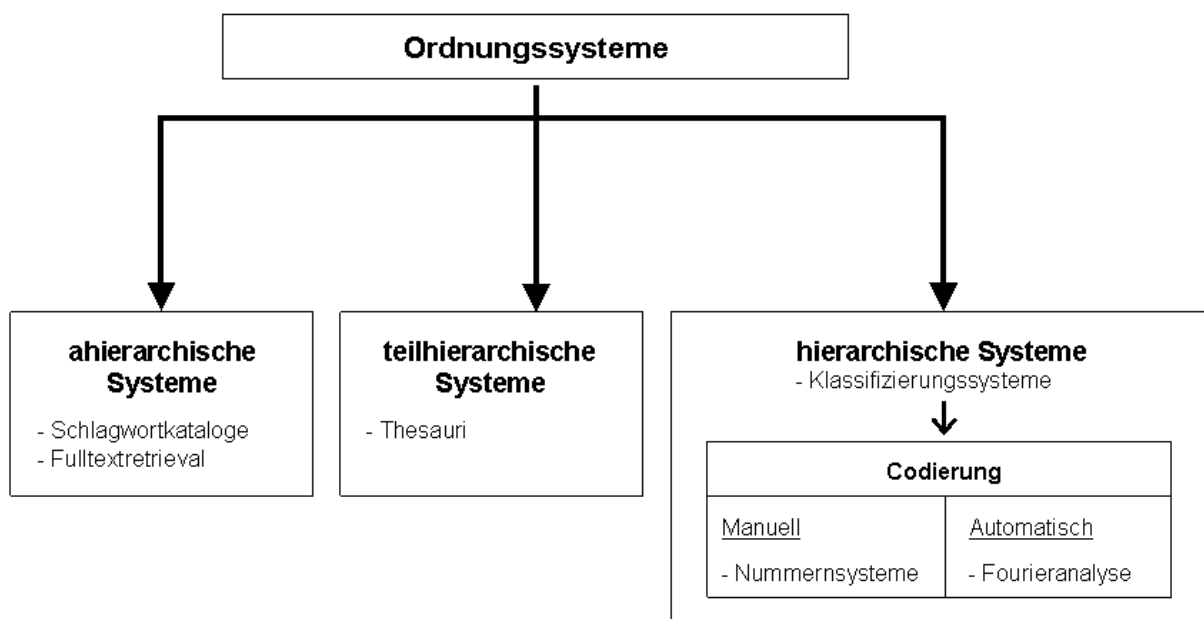 Ordnungssysteme
ahierarchische
Systeme
- Schlagwortkataloge
- Fulltextretrieval
teilhierarchische
Systeme
- Thesauri
hierarchische Systeme
- Klassifizierungssysteme
Codierung
Manuell
- Nummernsysteme
Automatisch
- Fourieranalyse